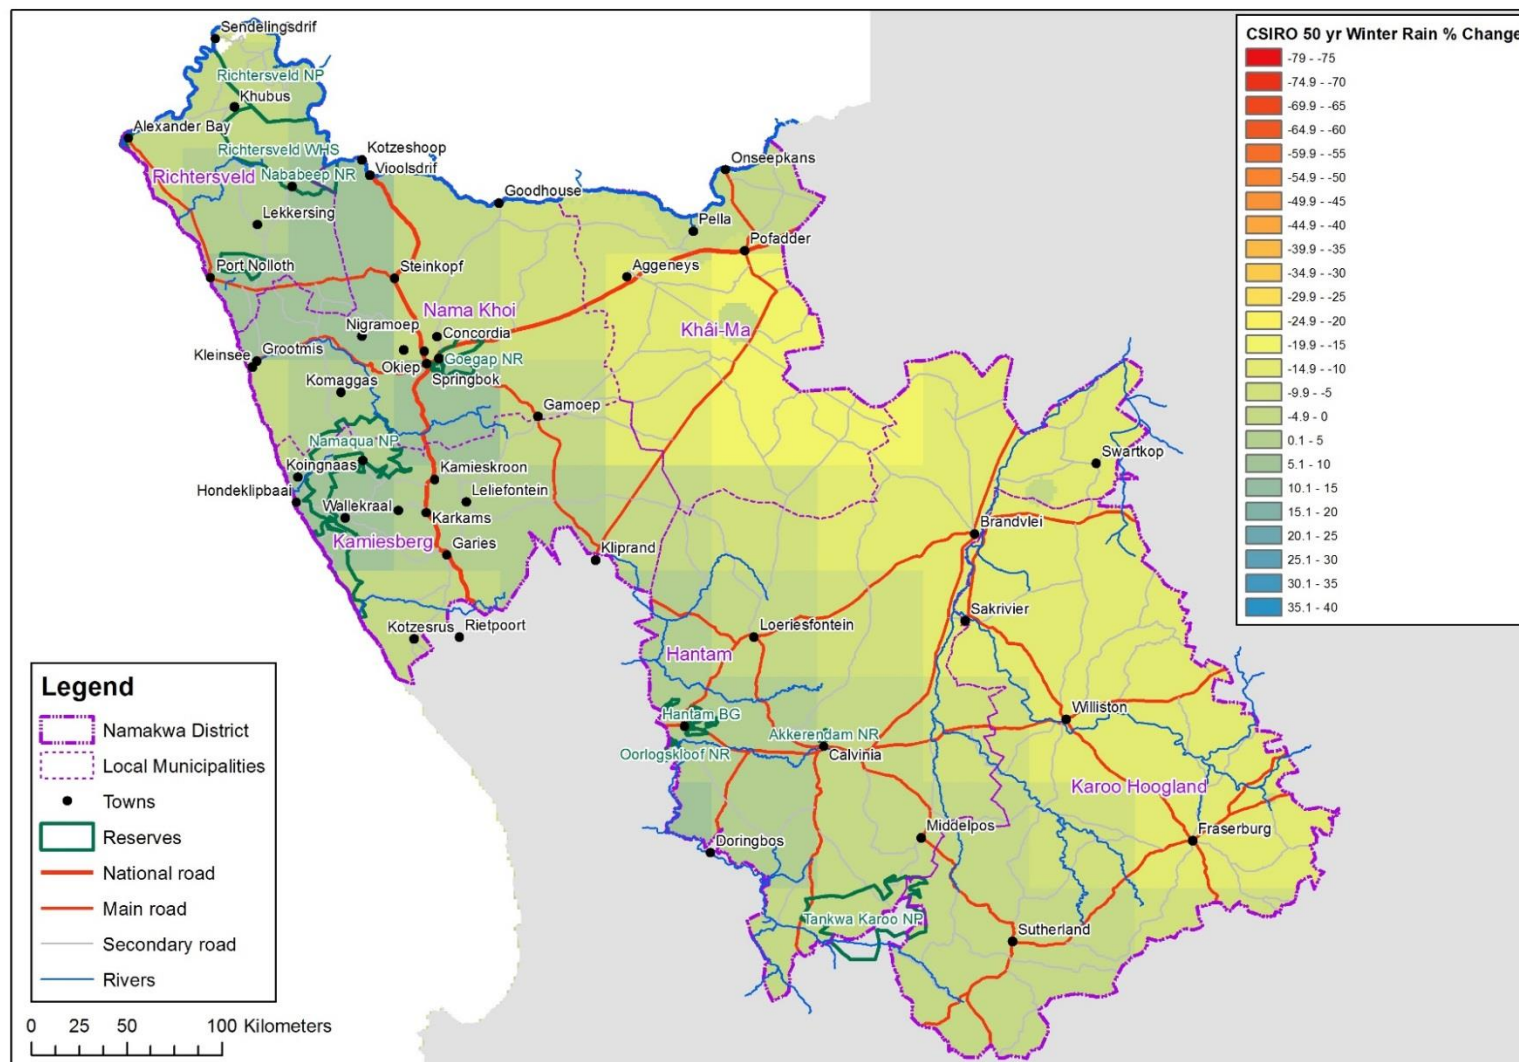 Sendelingsdrif
Richtersveld NP
Khubus
Alexander Bay
Richtersveld WHS
Kotzeshoop
Richtersveld
Nababeep NR
Vioolsdrif
Onseepkans
Goodhouse
Lekkersing
Pella
Pofadder
Port Nolloth
Steinkopf
Aggeneys
Nama Khoi
Khâi-Ma
Nigramoep
Concordia
Kleinsee
Grootmis
Okiep
Goegap NR
Springbok
Komaggas
Gamoep
Namaqua NP
Koingnaas
Kamieskroon
Swartkop
Hondeklipbaai
Wallekraal
Leliefontein
Karkams
Kamiesberg
Garies
Kliprand
Brandvlei
Kotzesrus
Rietpoort
Loeriesfontein
Sakrivier
Hantam
Hantam BG
Williston
Akkerendam NR
Oorlogskloof NR
Calvinia
Karoo Hoogland
Doringbos
Middelpos
Fraserburg
Tankwa Karoo NP
Sutherland
CSIRO 50 yr Winter Rain % Change
-79 - -75
-74.9 - -70
-69.9 - -65
-64.9 - -60
-59.9 - -55
-54.9 - -50
-49.9 - -45
-44.9 - -40
-39.9 - -35
-34.9 - -30
-29.9 - -25
-24.9 - -20
-19.9 - -15
-14.9 - -10
-9.9 - -5
-4.9 - 0
0.1 - 5
5.1 - 10
10.1 - 15
15.1 - 20
20.1 - 25
25.1 - 30
30.1 - 35
35.1 - 40
Legend
Namakwa District
Local Municipalities
Towns
Reserves
National road
Main road
Secondary road
Rivers
0 25 50 100 Kilometers